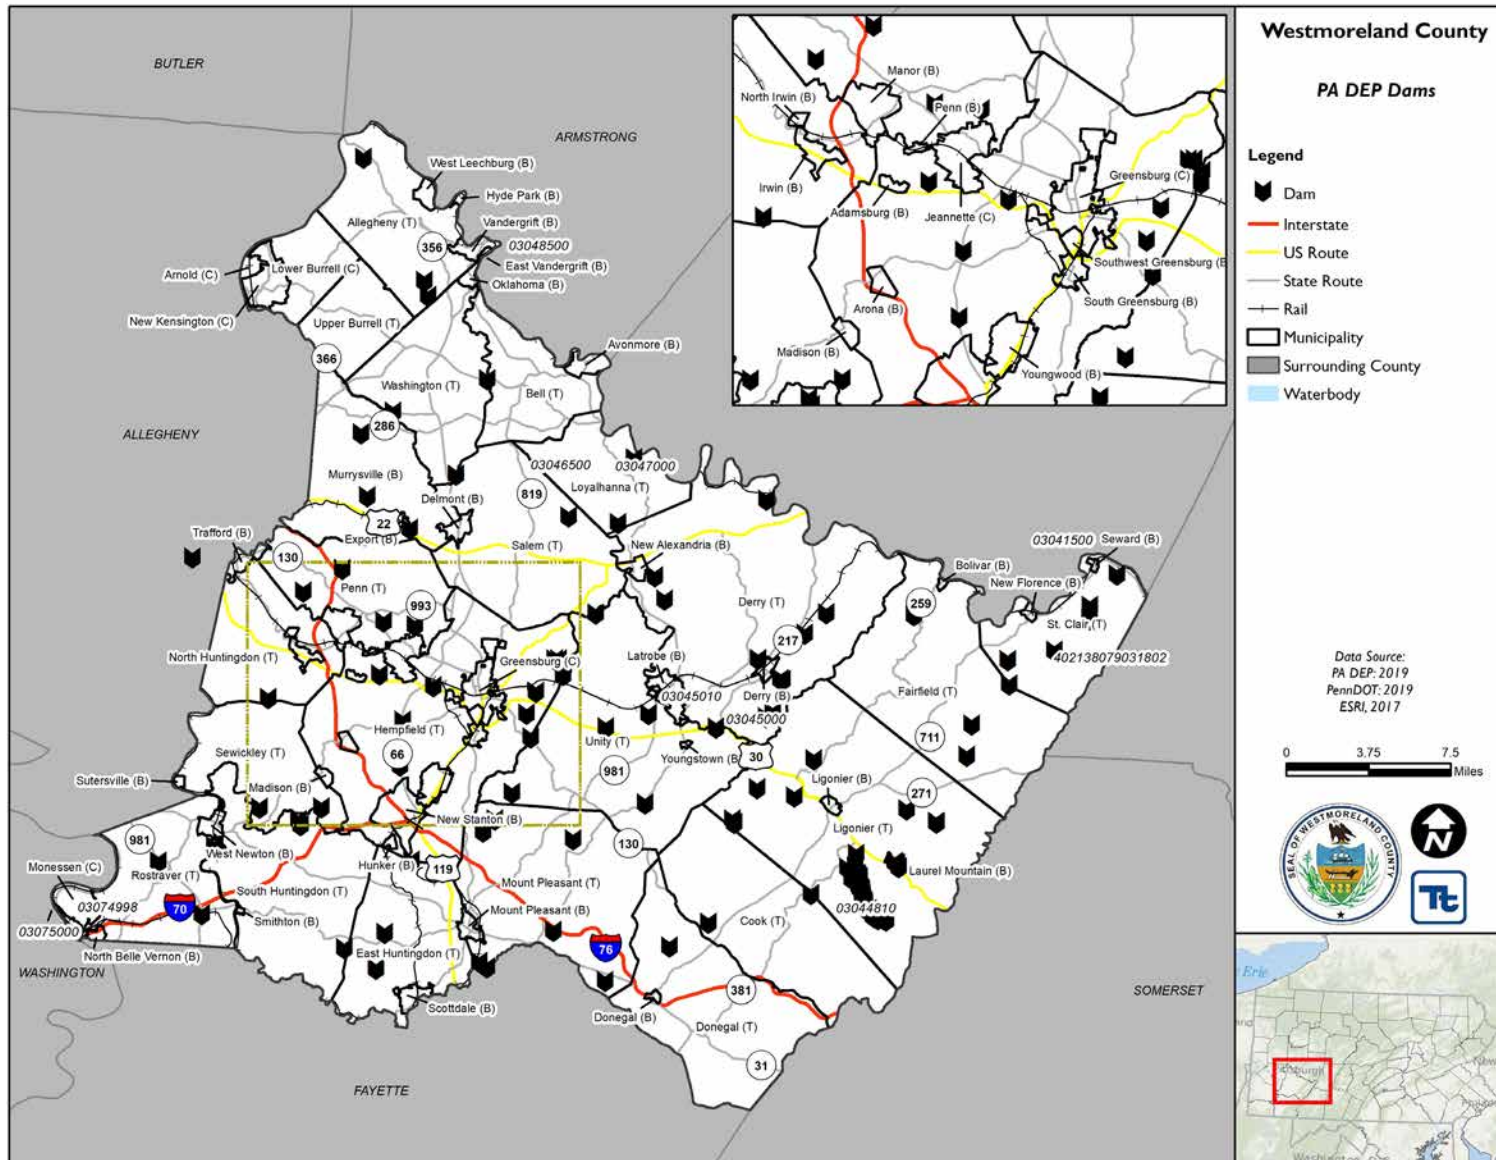 Westmoreland County
PA DEP Dams
Legend
Dam
Interstate
US Route
State Route
Rail
Municipality
Surrounding County
Waterbody
Data Source:
PA DEP: 2019
PennDOT: 2019
ESRI, 2017
0 3.75 7.5
Miles
SEAL OF WESTMORELAND COUNTY
N
Tt
BUTLER
ARMSTRONG
ALLEGHENY
WASHINGTON
FAYETTE
SOMERSET
West Leechburg (B)
Hyde Park (B)
Allegheny (T)
Vandergrift (B)
356
03048500
East Vandergrift (B)
Oklahoma (B)
Arnold (C)
Lower Burrell (C)
New Kensington (C)
Upper Burrell (T)
366
Avonmore (B)
Washington (T)
Bell (T)
286
Murrysville (B)
03046500
03047000
Loyalhanna (T)
819
Delmont (B)
22
Trafford (B)
Export (B)
Salem (T)
New Alexandria (B)
130
Penn (T)
993
Derry (T)
259
Bolivar (B)
03041500
Seward (B)
New Florence (B)
St. Clair (T)
402138079031802
217
North Huntingdon (T)
Greensburg (C)
Latrobe (B)
03045010
Derry (B)
03045000
Fairfield (T)
711
Hempfield (T)
66
Unity (T)
Youngstown (B)
30
981
Sewickley (T)
Sutersville (B)
Madison (B)
New Stanton (B)
Ligonier (B)
271
Ligonier (T)
981
West Newton (B)
Hunker (B)
119
130
Laurel Mountain (B)
Monessen (C)
Rostraver (T)
South Huntingdon (T)
Mount Pleasant (T)
03074998
70
03075000
Smithton (B)
Mount Pleasant (B)
Cook (T)
03044810
North Belle Vernon (B)
East Huntingdon (T)
76
Scottdale (B)
Donegal (B)
381
Donegal (T)
31
Manor (B)
North Irwin (B)
Penn (B)
Irwin (B)
Adamsburg (B)
Jeannette (C)
Greensburg (C)
Southwest Greensburg (B
South Greensburg (B)
Arona (B)
Madison (B)
Youngwood (B)
Erie